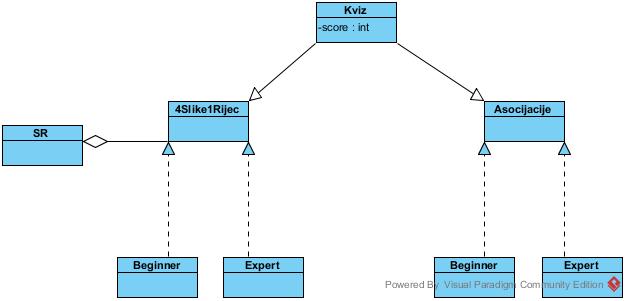 Kviz
-score : int
4Slike1Rijec
Asocijacije
SR
Beginner
Expert
Beginner
Expert
Powered By Visual Paradigm Community Edition